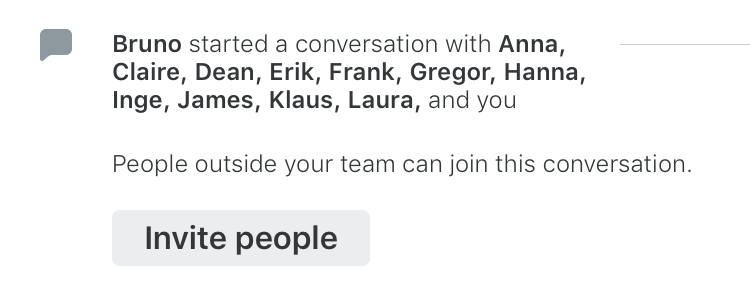 Bruno started a conversation with Anna,
Claire, Dean, Erik, Frank, Gregor, Hanna,
Inge, James, Klaus, Laura, and you
People outside your team can join this conversation.
Invite people